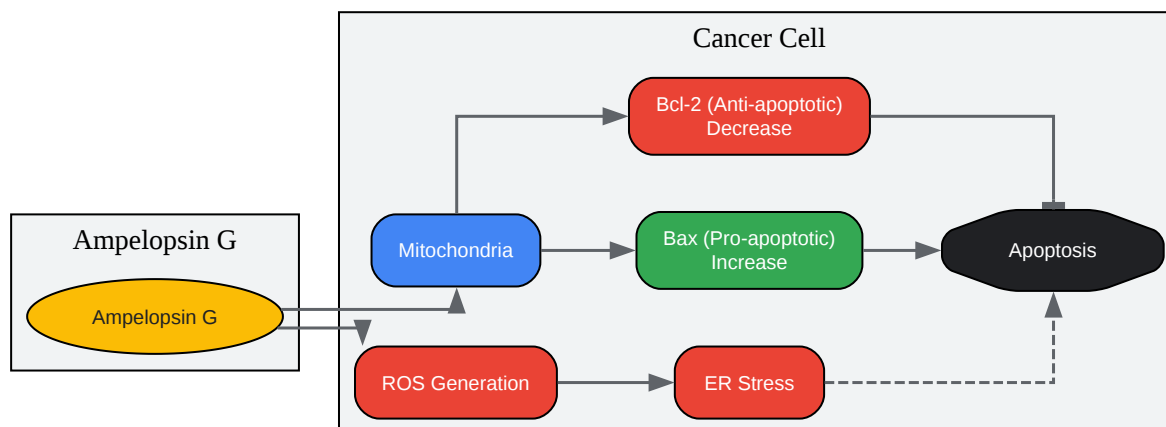 Cancer Cell
Bcl-2 (Anti-apoptotic)
Decrease
Ampelopsin G
Mitochondria
Bax (Pro-apoptotic)
Increase
Apoptosis
Ampelopsin G
ROS Generation
ER Stress